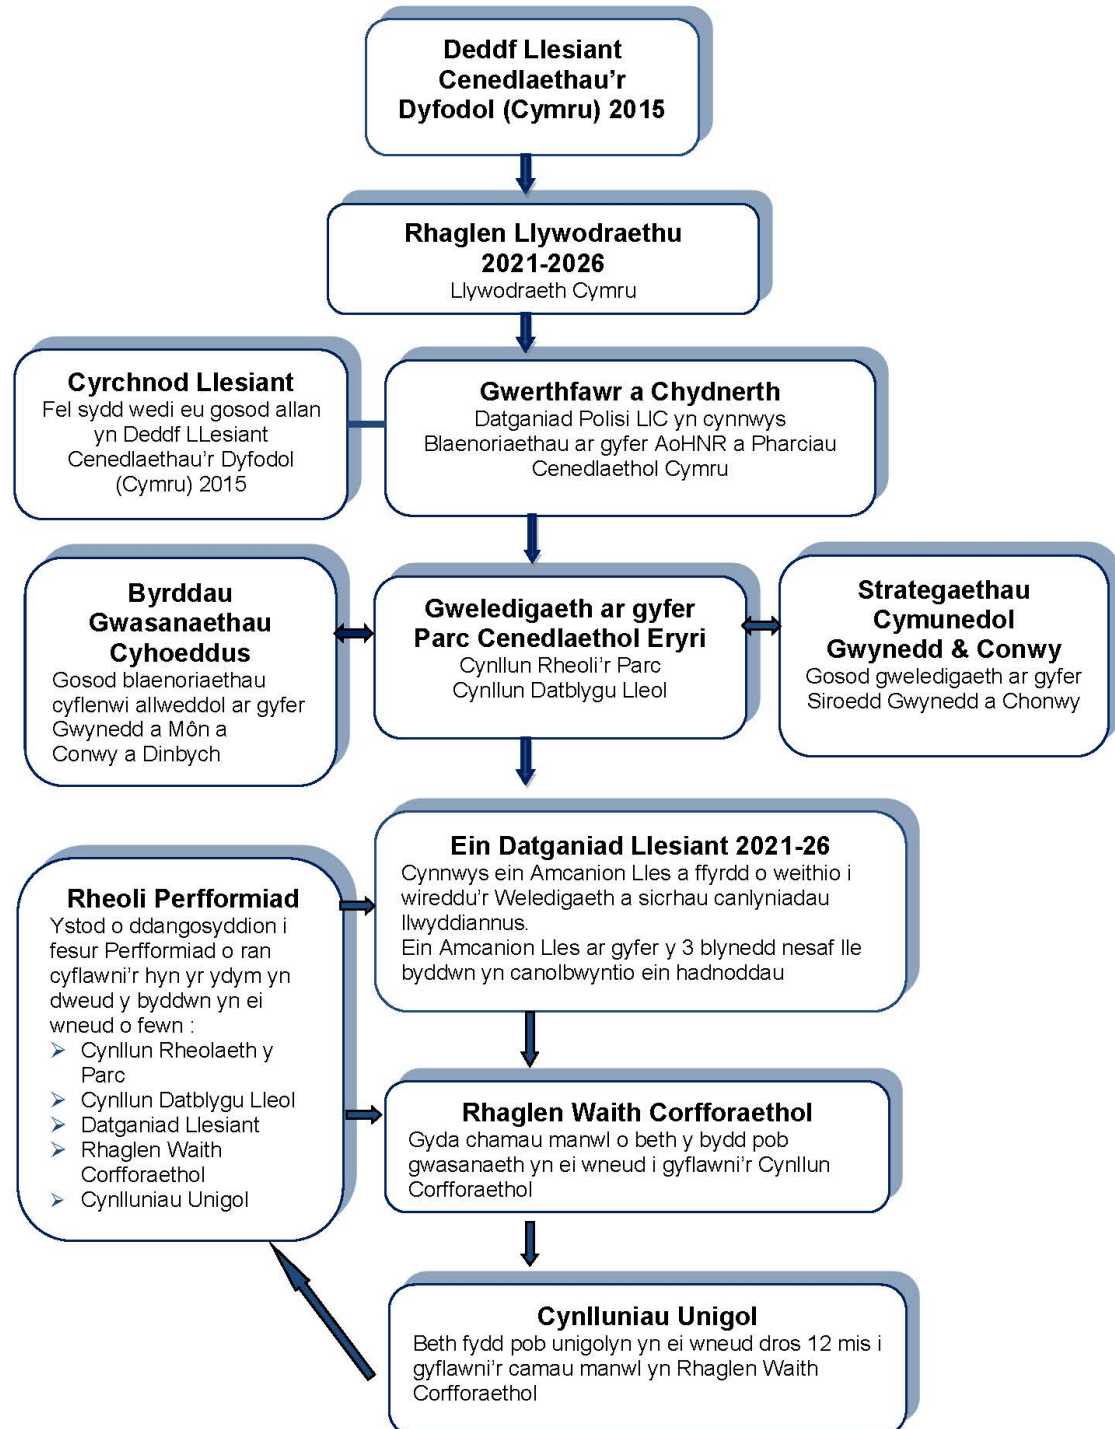 Deddf Llesiant
Cenedlaethau’r
Dyfodol (Cymru) 2015
Rhaglen Llywodraethu
2021-2026
Llywodraeth Cymru
Cyrchnod Llesiant
Fel sydd wedi eu gosod allan
yn Deddf LLesiant
Cenedlaethau'r Dyfodol
(Cymru) 2015
Gwerthfawr a Chydnerth
Datganiad Polisi LlC yn cynnwys
Blaenoriaethau ar gyfer AoHNR a Pharciau
Cenedlaethol Cymru
Byrddau
Gwasanaethau
Cyhoeddus
Gosod blaenoriaethau
cyflenwi allweddol ar gyfer
Gwynedd a Môn a
Conwy a Dinbych
Gweledigaeth ar gyfer
Parc Cenedlaethol Eryri
Cynllun Rheoli’r Parc
Cynllun Datblygu Lleol
Strategaethau
Cymunedol
Gwynedd & Conwy
Gosod gweledigaeth ar gyfer
Siroedd Gwynedd a Chonwy
Ein Datganiad Llesiant 2021-26
Cynnwys ein Amcanion Lles a ffyrdd o weithio i
wireddu’r Weledigaeth a sicrhau canlyniadau
llwyddiannus.
Ein Amcanion Lles ar gyfer y 3 blynedd nesaf lle
byddwn yn canolbwyntio ein hadnoddau
Rheoli Perfformiad
Ystod o ddangosyddion i
fesur Perfformiad o ran
cyflawni’r hyn yr ydym yn
dweud y byddwn yn ei
wneud o fewn :
➢ Cynllun Rheolaeth y
Parc
➢ Cynllun Datblygu Lleol
➢ Datganiad Llesiant
➢ Rhaglen Waith
Corfforaethol
➢ Cynlluniau Unigol
Rhaglen Waith Corfforaethol
Gyda chamau manwl o beth y bydd pob
gwasanaeth yn ei wneud i gyflawni’r Cynllun
Corfforaethol
Cynlluniau Unigol
Beth fydd pob unigolyn yn ei wneud dros 12 mis i
gyflawni’r camau manwl yn Rhaglen Waith
Corfforaethol